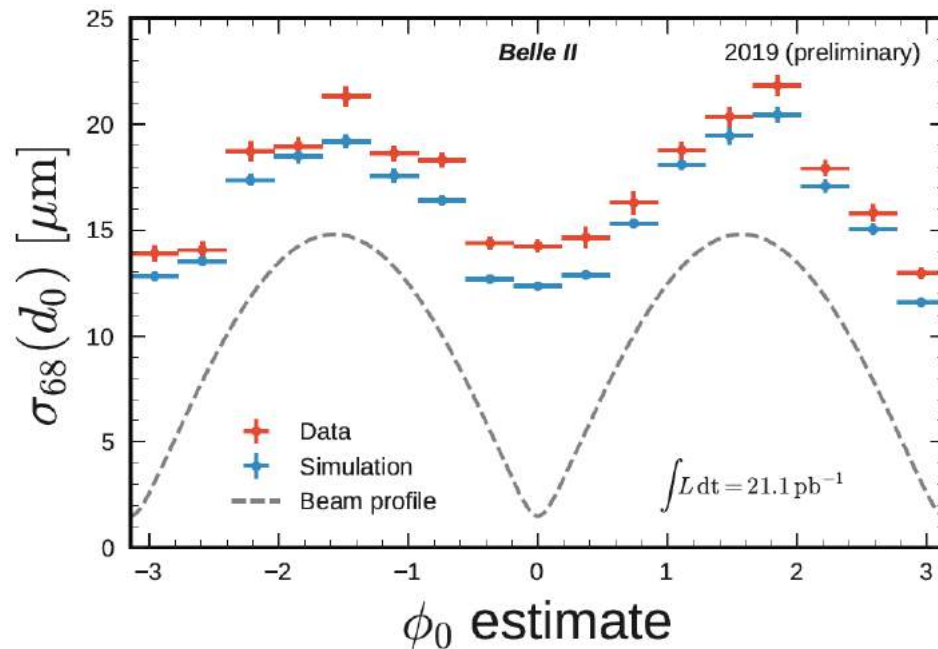 Belle II 2019 (preliminary)
25
20
15
10
5
0
σ68(d0) [μm]
Data
Simulation
Beam profile
∫L dt = 21.1 pb⁻¹
−3 −2 −1 0 1 2 3
ϕ0 estimate